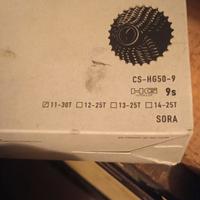 CS-HG50-9
HG 9s
11-30T 12-25T 13-25T 14-25T
SORA